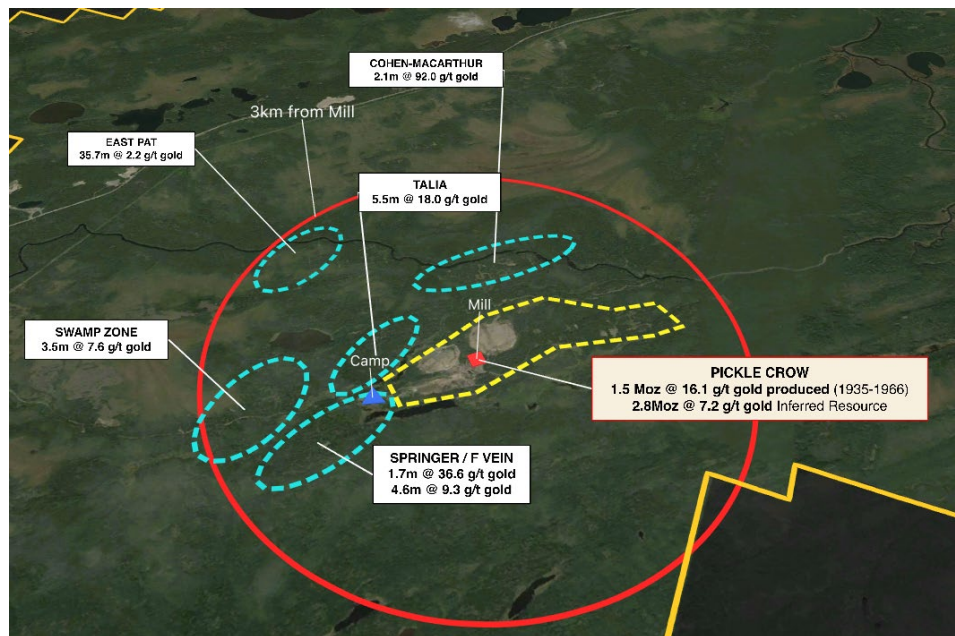 COHEN-MACARTHUR
2.1m @ 92.0 g/t gold
3km from Mill
EAST PAT
35.7m @ 2.2 g/t gold
TALIA
5.5m @ 18.0 g/t gold
Mill
SWAMP ZONE
3.5m @ 7.6 g/t gold
Camp
PICKLE CROW
1.5 Moz @ 16.1 g/t gold produced (1935-1966)
2.8Moz @ 7.2 g/t gold Inferred Resource
SPRINGER / F VEIN
1.7m @ 36.6 g/t gold
4.6m @ 9.3 g/t gold